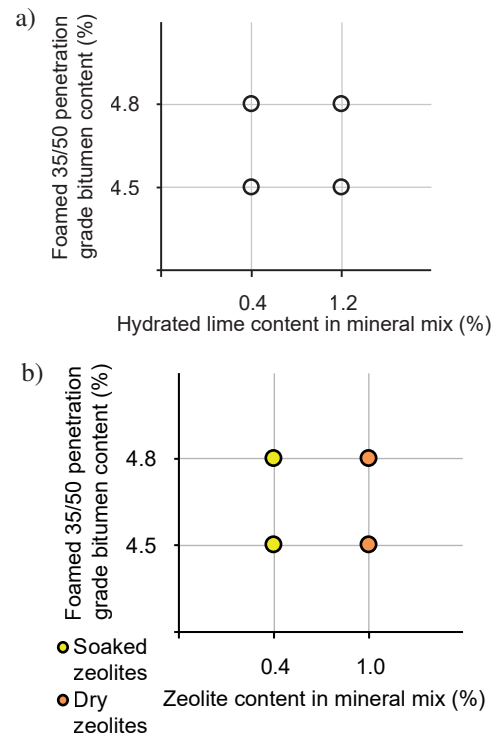 a)
Foamed 35/50 penetration
grade bitumen content (%)
4.8
4.5
0.4 1.2
Hydrated lime content in mineral mix (%)
b)
Foamed 35/50 penetration
grade bitumen content (%)
4.8
4.5
0.4 1.0
Zeolite content in mineral mix (%)
Soaked
zeolites
Dry
zeolites